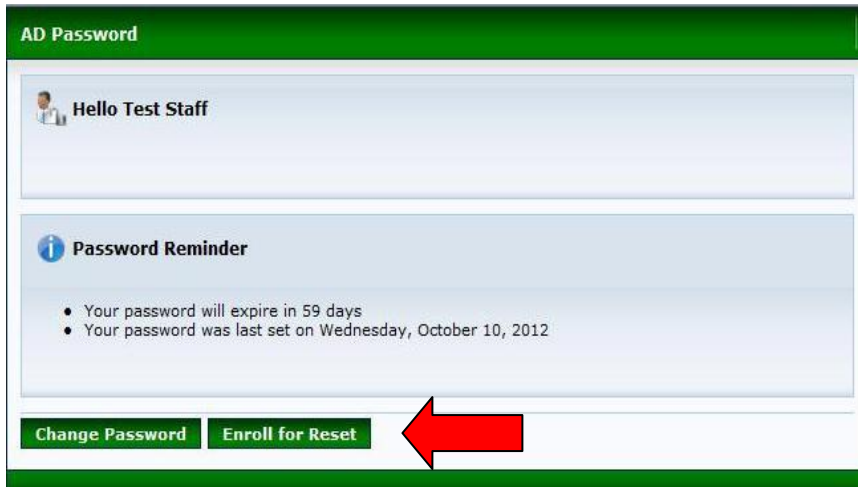 AD Password
Hello Test Staff
Password Reminder
• Your password will expire in 59 days
• Your password was last set on Wednesday, October 10, 2012
Change Password Enroll for Reset